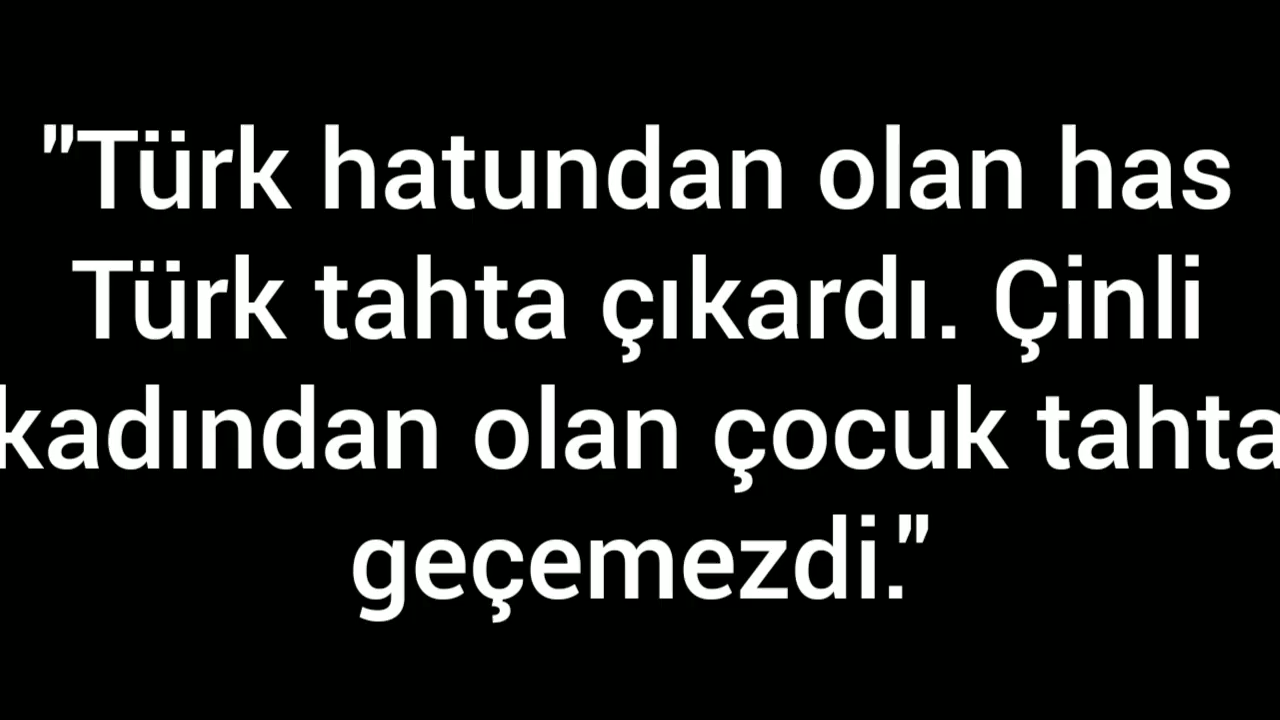 "Türk hatundan olan has
Türk tahta çıkardı. Çinli
kadından olan çocuk tahta
geçemezdi."